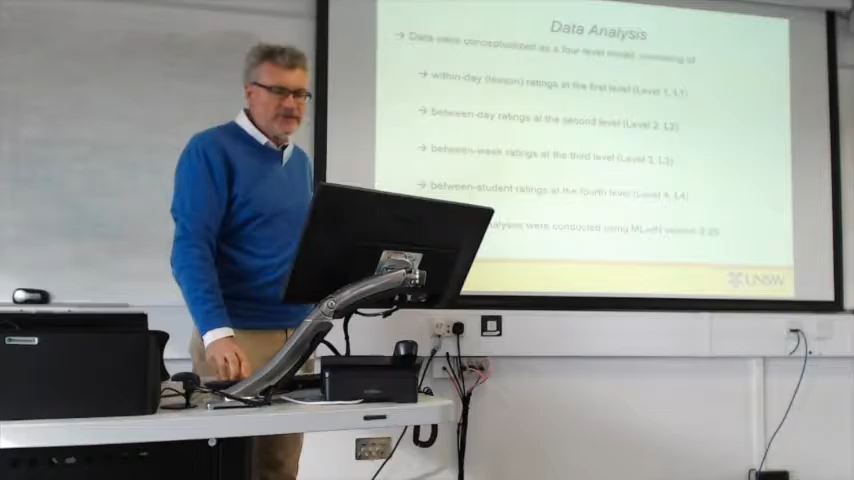 Data Analysis
→ Data were conceptualized as a four level model consisting of
→ within-day (lesson) ratings in the first level (Level 1, L1)
→ between-day ratings at the second level (Level 2, L2)
→ between-week ratings at the third level (Level 3, L3)
→ between-student ratings at the fourth level (Level 4, L4)
were conducted using MLwiN version 2.25
UNSW